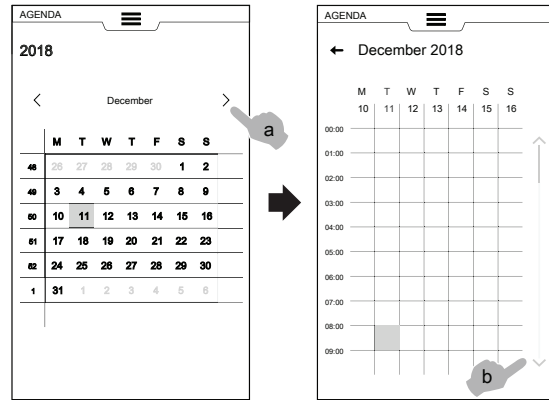 AGENDA
2018
December
a
M T W T F S S
48 26 27 28 29 30 1 2
49 3 4 5 6 7 8 9
50 10 11 12 13 14 15 16
51 17 18 19 20 21 22 23
52 24 25 26 27 28 29 30
1 31 1 2 3 4 5 6
AGENDA
December 2018
M T W T F S S
10 11 12 13 14 15 16
00:00
01:00
02:00
03:00
04:00
05:00
06:00
07:00
08:00
09:00
b